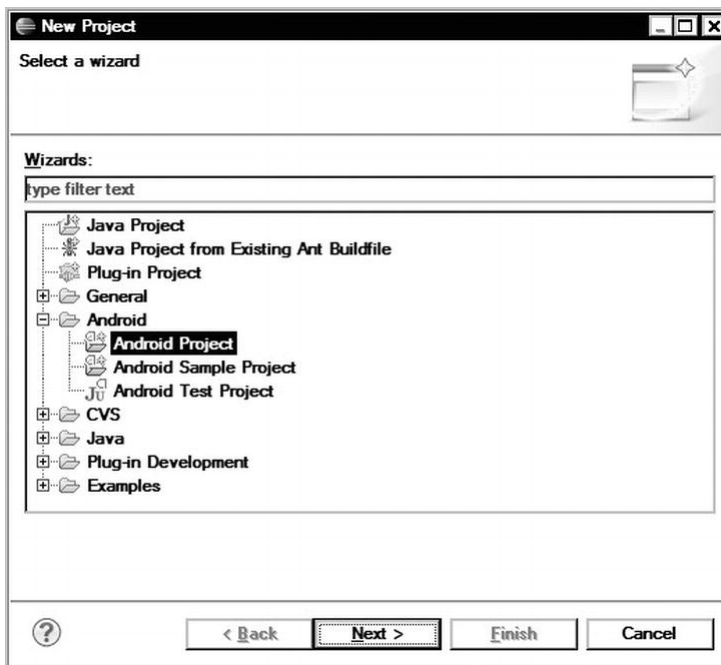 New Project
Select a wizard
Wizards:
type filter text
Java Project
Java Project from Existing Ant Buildfile
Plug-in Project
General
Android
Android Project
Android Sample Project
Android Test Project
CVS
Java
Plug-in Development
Examples
< Back Next > Finish Cancel